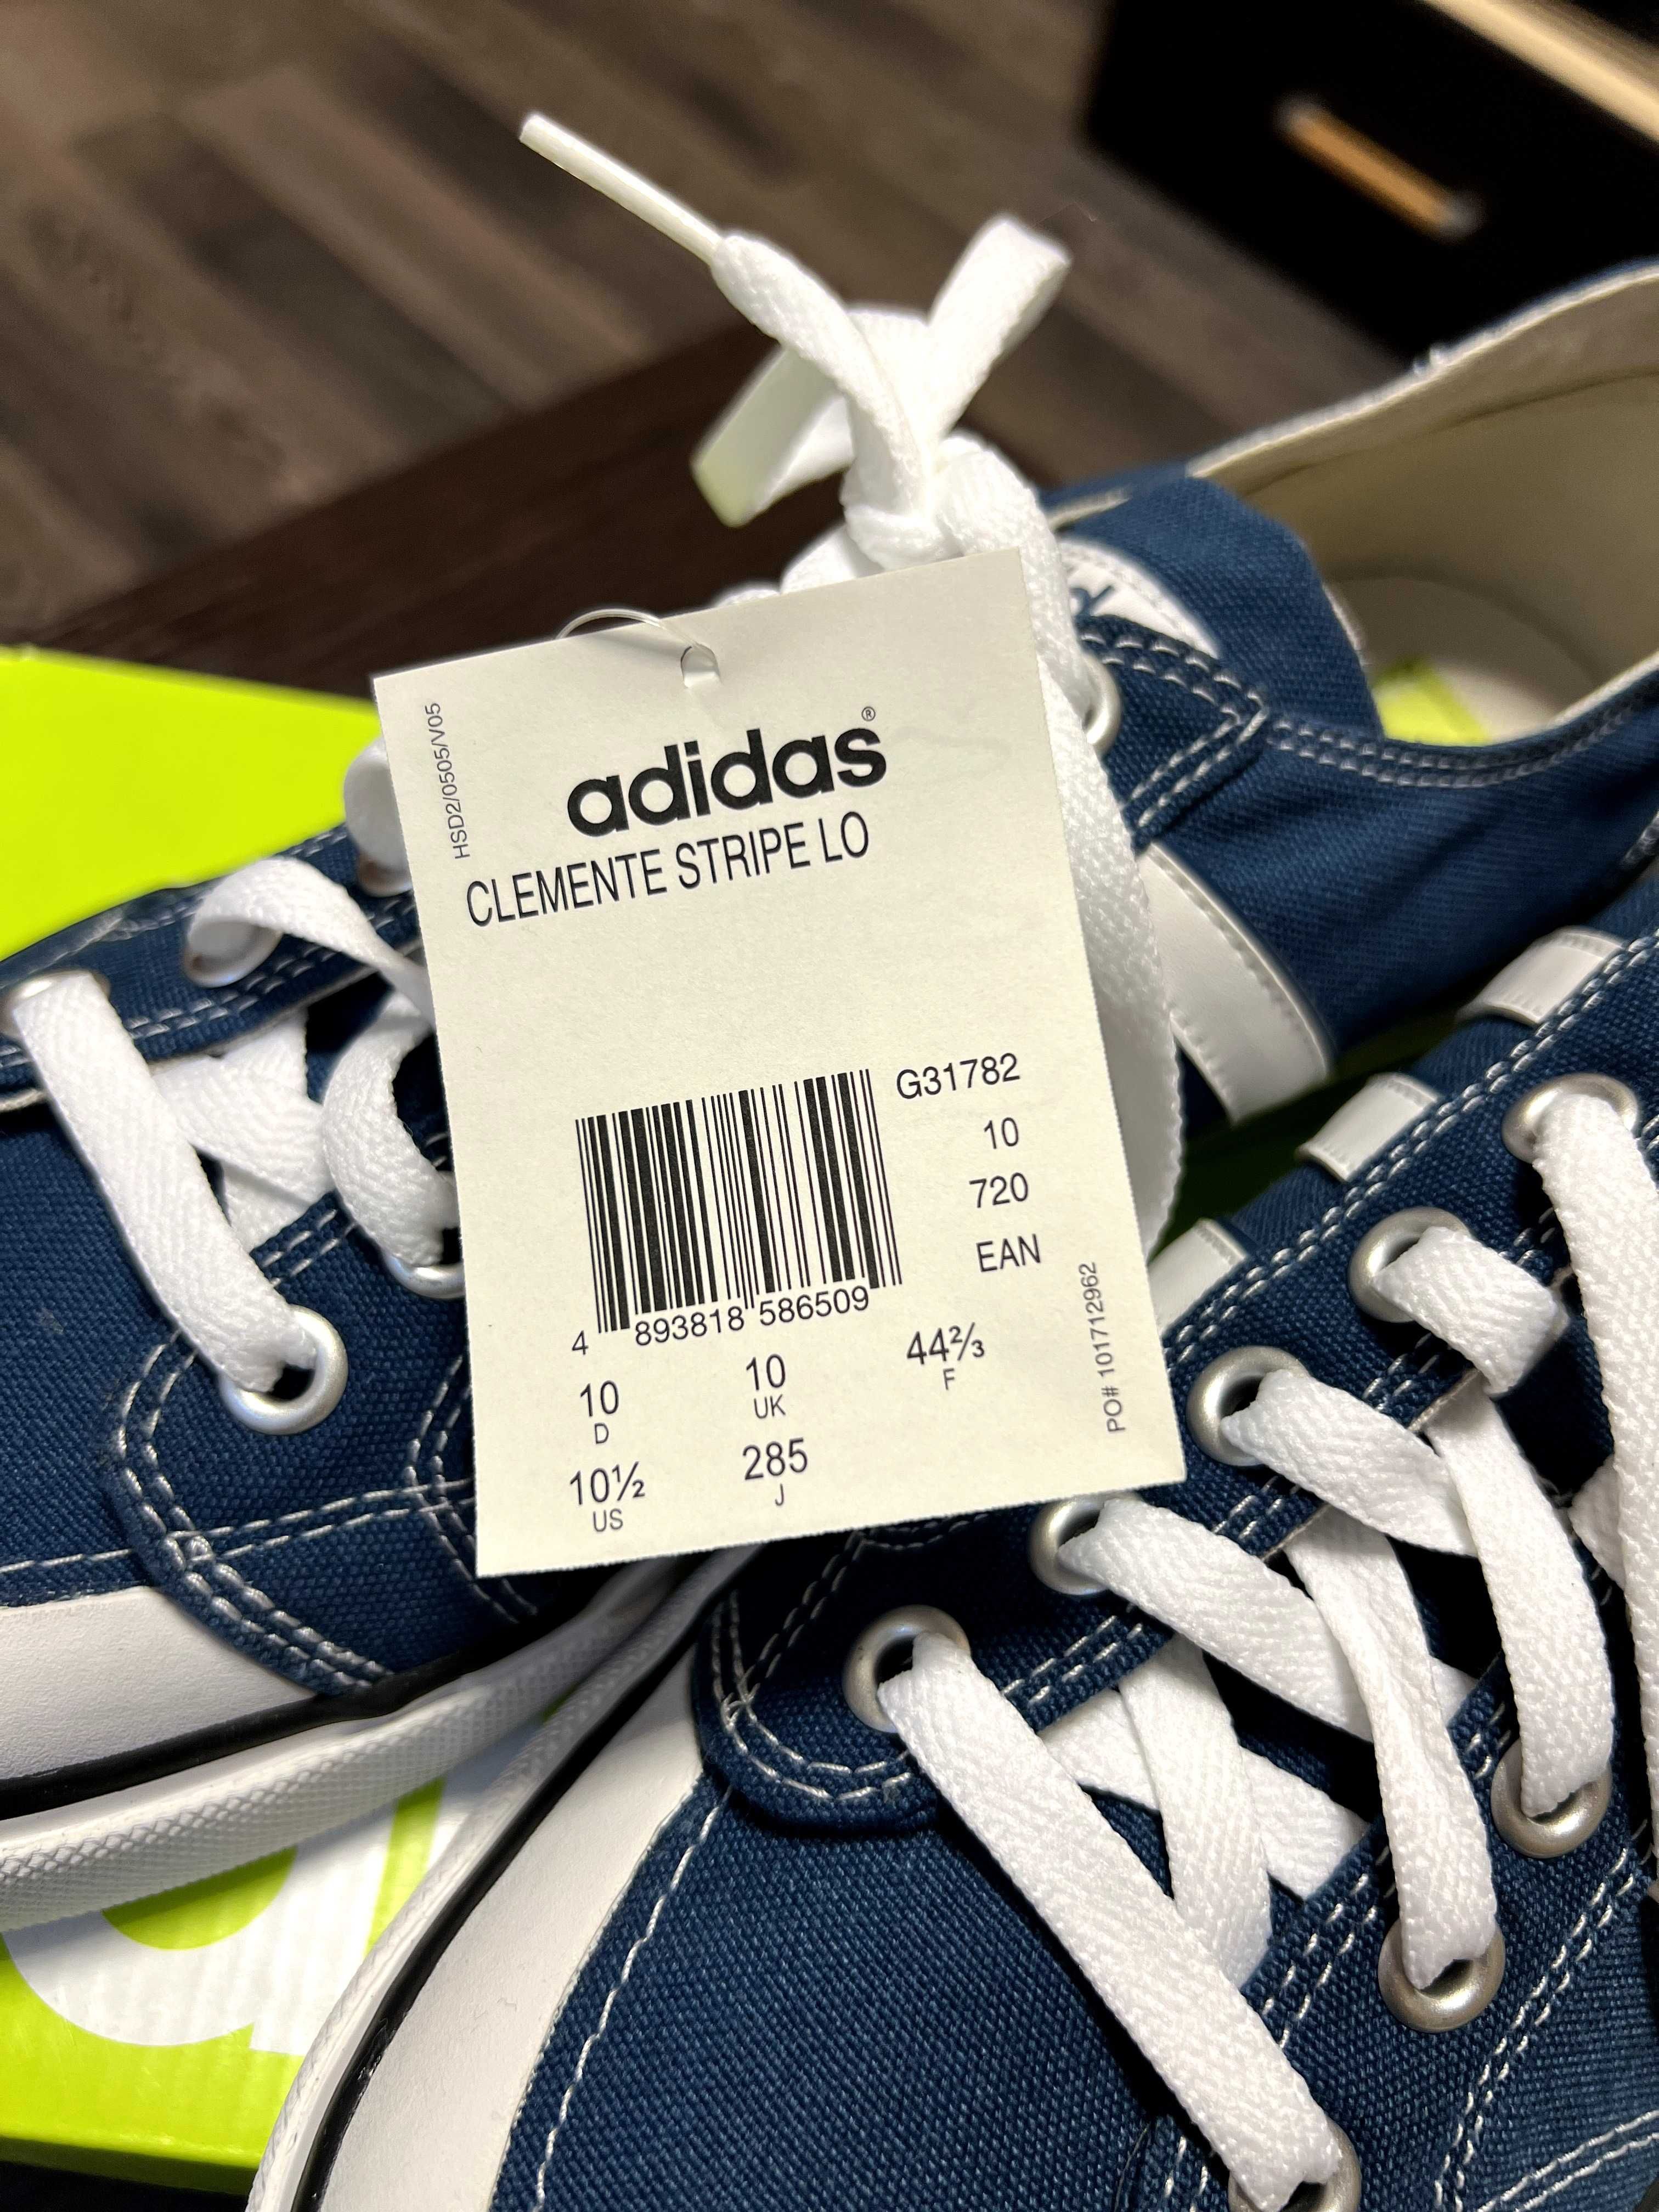 HSD2/0505/V05
adidas®
CLEMENTE STRIPE LO
G31782
10
720
EAN
4 893818 586509
10 10 44⅔
D UK F
10½ 285
US J
PO# 101712962